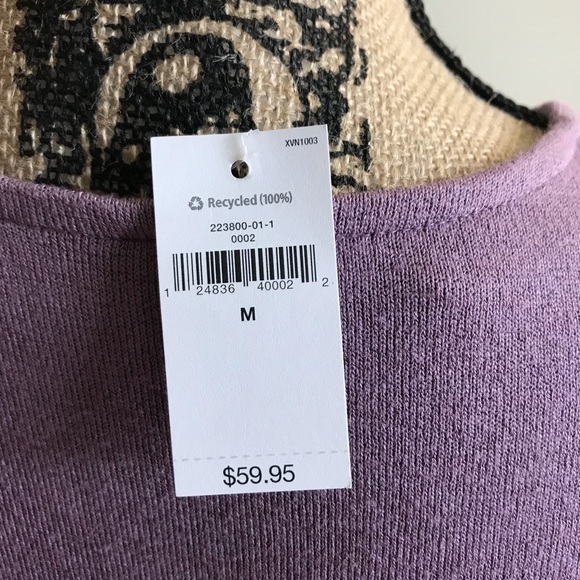 XVN1003
Recycled (100%)
223800-01-1
0002
1 24836 40002 2
M
$59.95